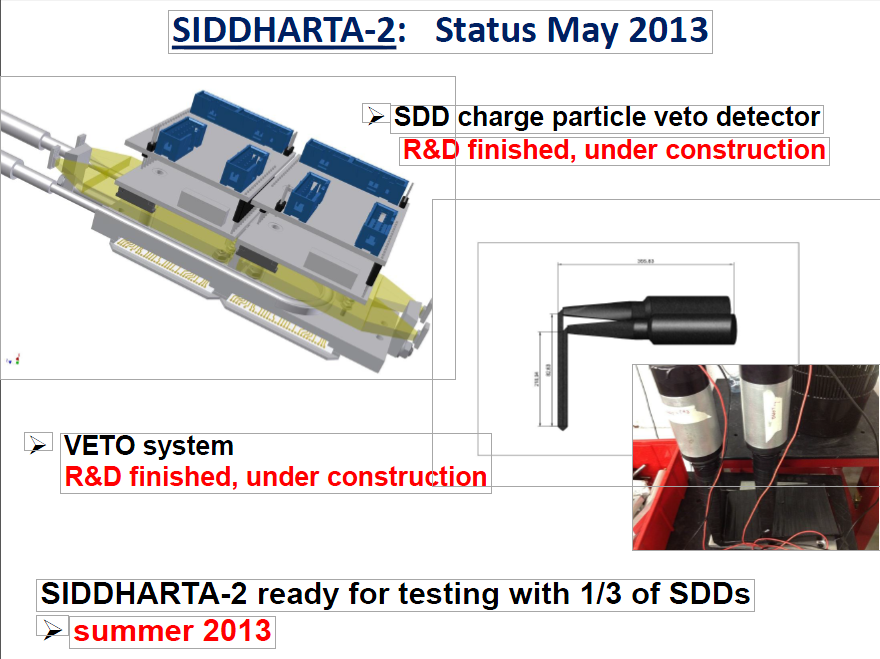 SIDDHARTA-2: Status May 2013
➢ SDD charge particle veto detector
R&D finished, under construction
➢ VETO system
R&D finished, under construction
SIDDHARTA-2 ready for testing with 1/3 of SDDs
➢ summer 2013